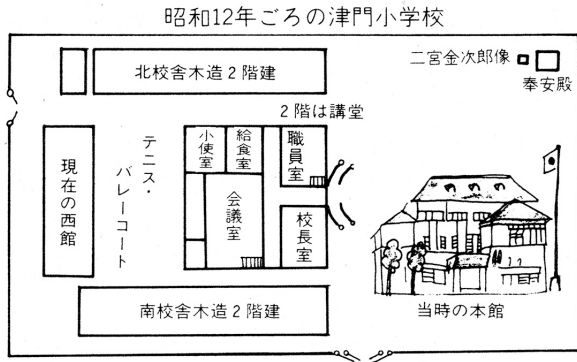 昭和12年ごろの津門小学校
二宮金次郎像
奉安殿
北校舎木造2階建
2階は講堂
小使室
給食室
職員室
会議室
校長室
テニス・
バレーコート
現在の西館
南校舎木造2階建
当時の本館